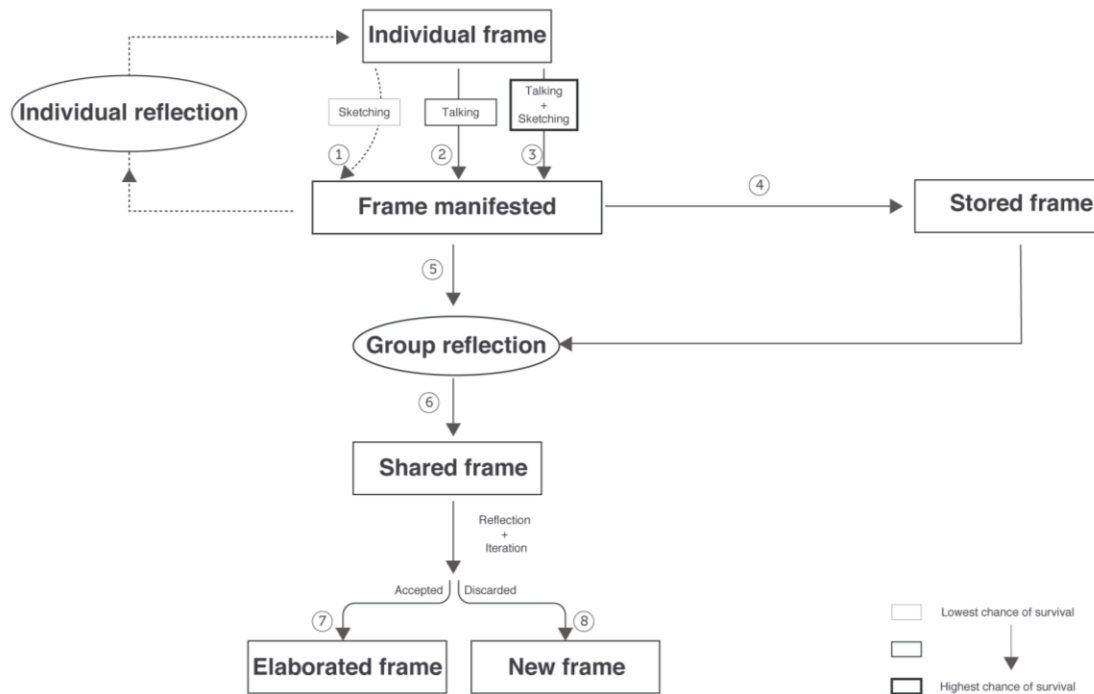 Individual frame
Individual reflection
Sketching
Talking
Talking
+
Sketching
1
2
3
Frame manifested
4
Stored frame
5
Group reflection
6
Shared frame
Reflection
+
Iteration
Accepted
Discarded
7
8
Elaborated frame
New frame
Lowest chance of survival
Highest chance of survival